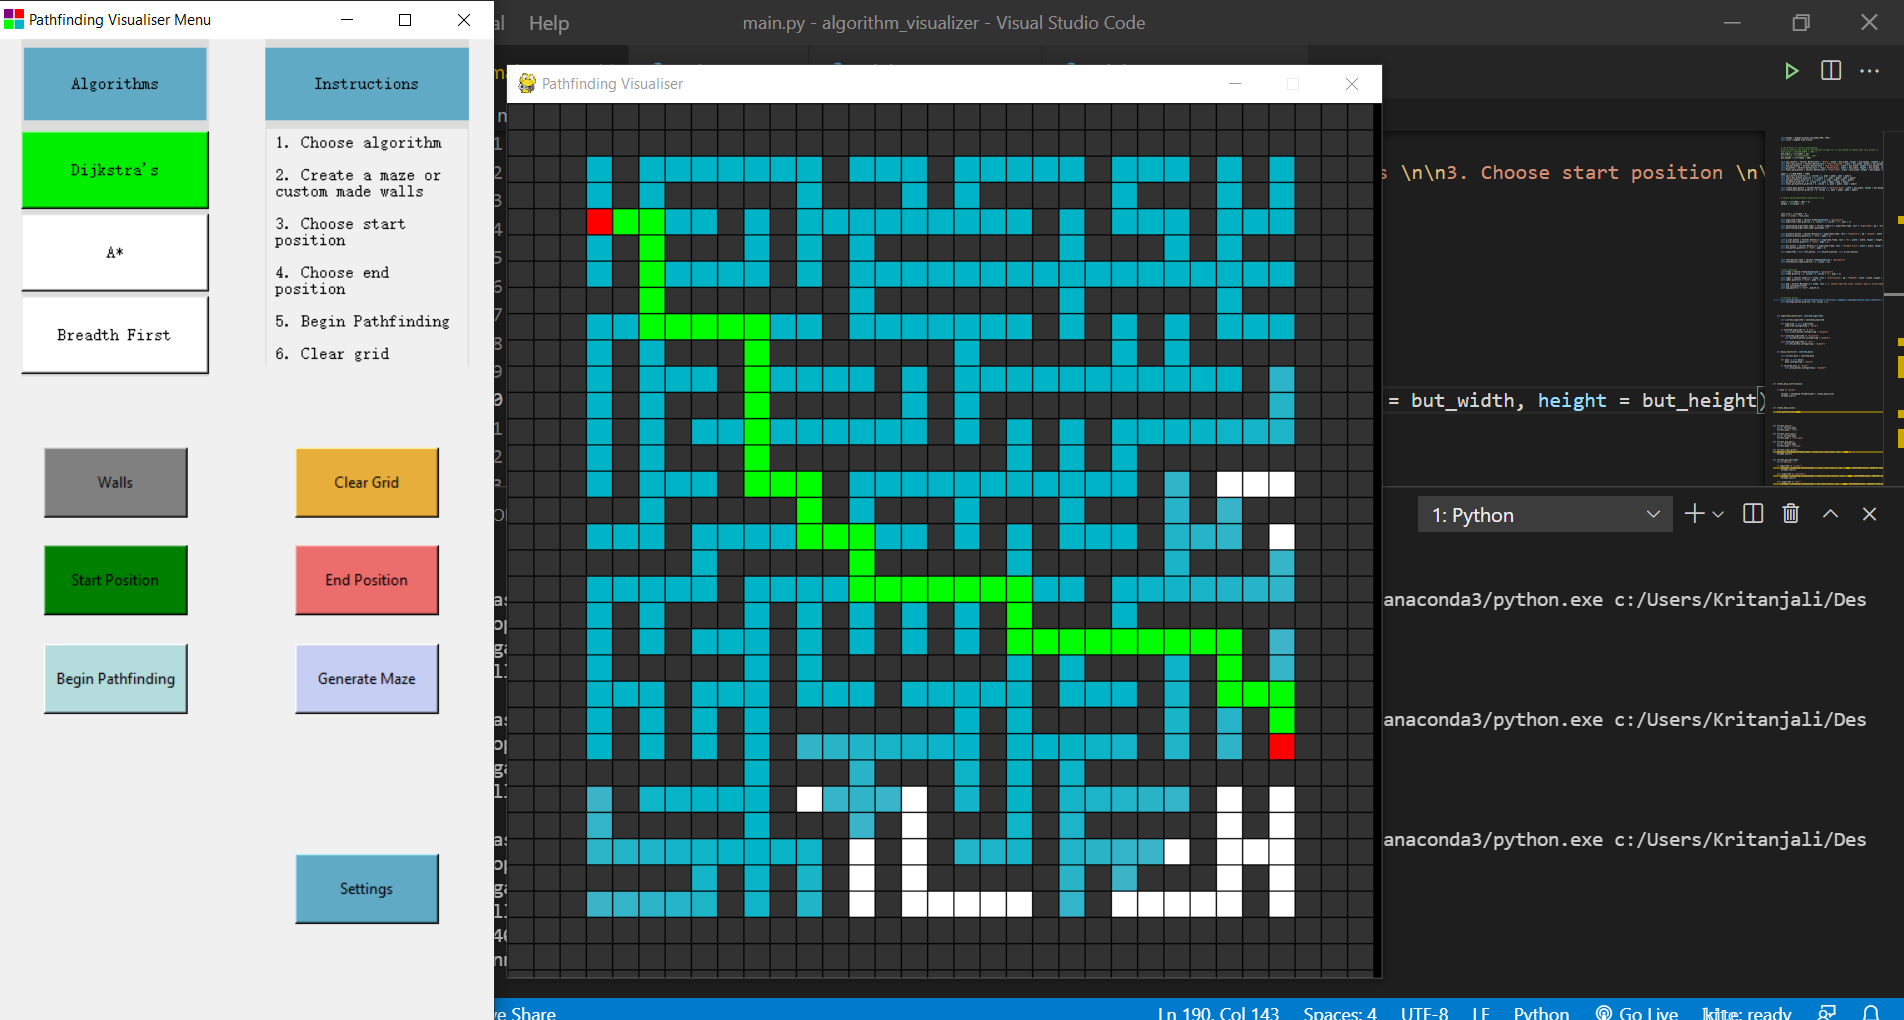 Pathfinding Visualiser Menu
Help
main.py - algorithm_visualizer - Visual Studio Code
Algorithms
Instructions
Dijkstra's
A*
Breadth First
1. Choose algorithm
2. Create a maze or
custom made walls
3. Choose start
position
4. Choose end
position
5. Begin Pathfinding
6. Clear grid
Walls
Clear Grid
Start Position
End Position
Begin Pathfinding
Generate Maze
Settings
Pathfinding Visualiser
\n\n3. Choose start position \n
= but_width, height = but_height)
1: Python
anaconda3/python.exe c:/Users/Kritanjali/Des
anaconda3/python.exe c:/Users/Kritanjali/Des
anaconda3/python.exe c:/Users/Kritanjali/Des
ve Share
Ln 190, Col 143
Spaces: 4
UTF-8
LF
Python
Go Live
kite: ready